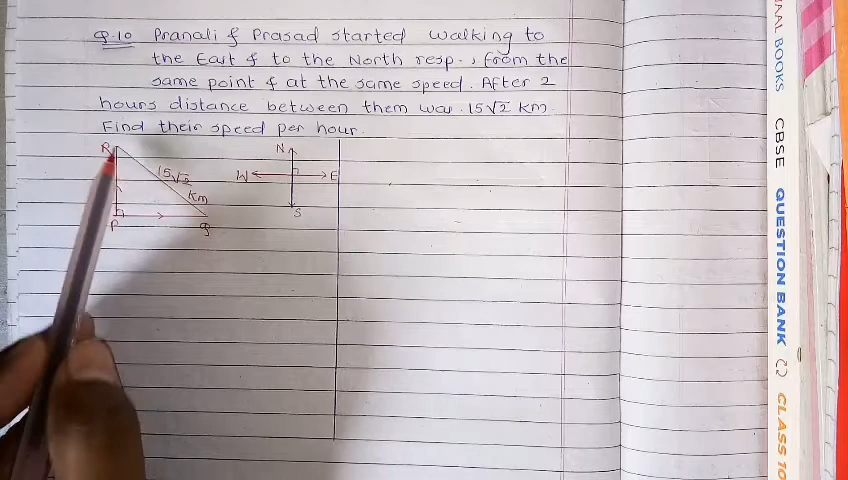 Q.10 Pranali & Prasad started walking to
the East & to the North resp., from the
same point & at the same speed. After 2
hours distance between them was 15√2 km.
Find their speed per hour.
R
15√2
km
P
Q
N
W
E
S
BOOKS
CBSE
QUESTION BANK
CLASS 10